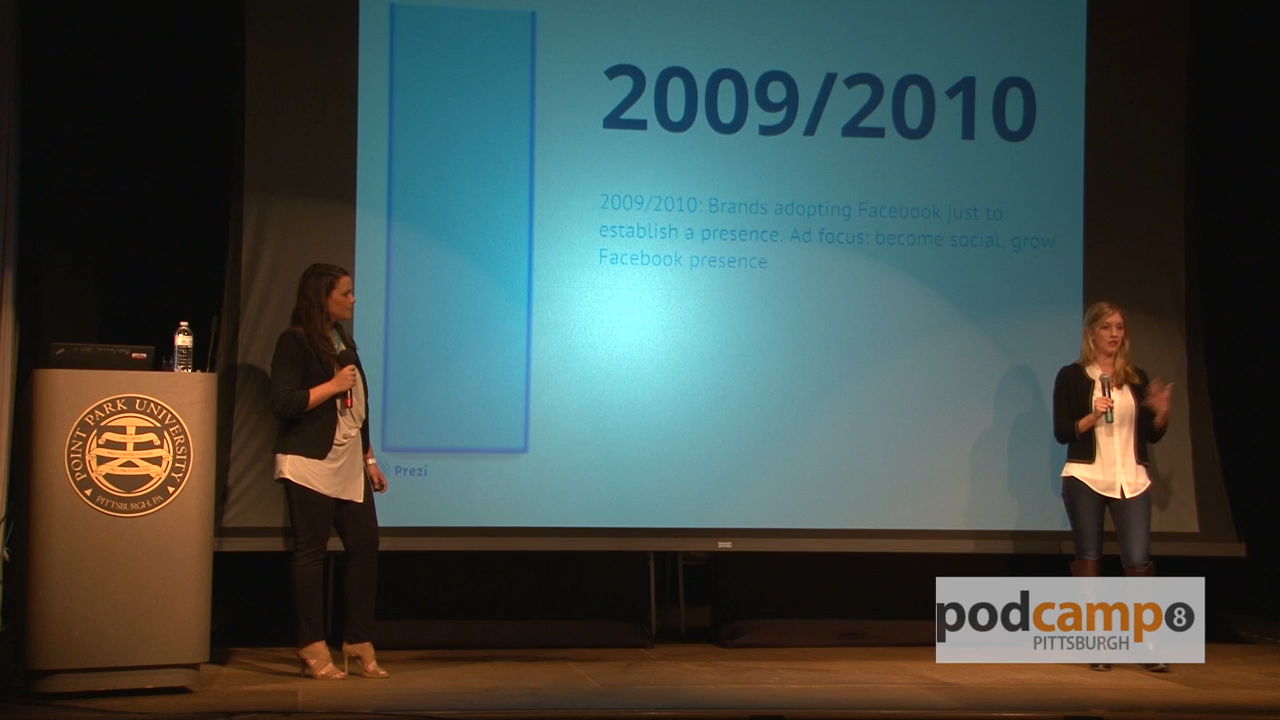 2009/2010
2009/2010: Brands adopting Facebook just to
establish a presence. Ad focus: become social, grow
Facebook presence
Prezi
POINT PARK UNIVERSITY
PITTSBURGH, PA
podcamp8
PITTSBURGH